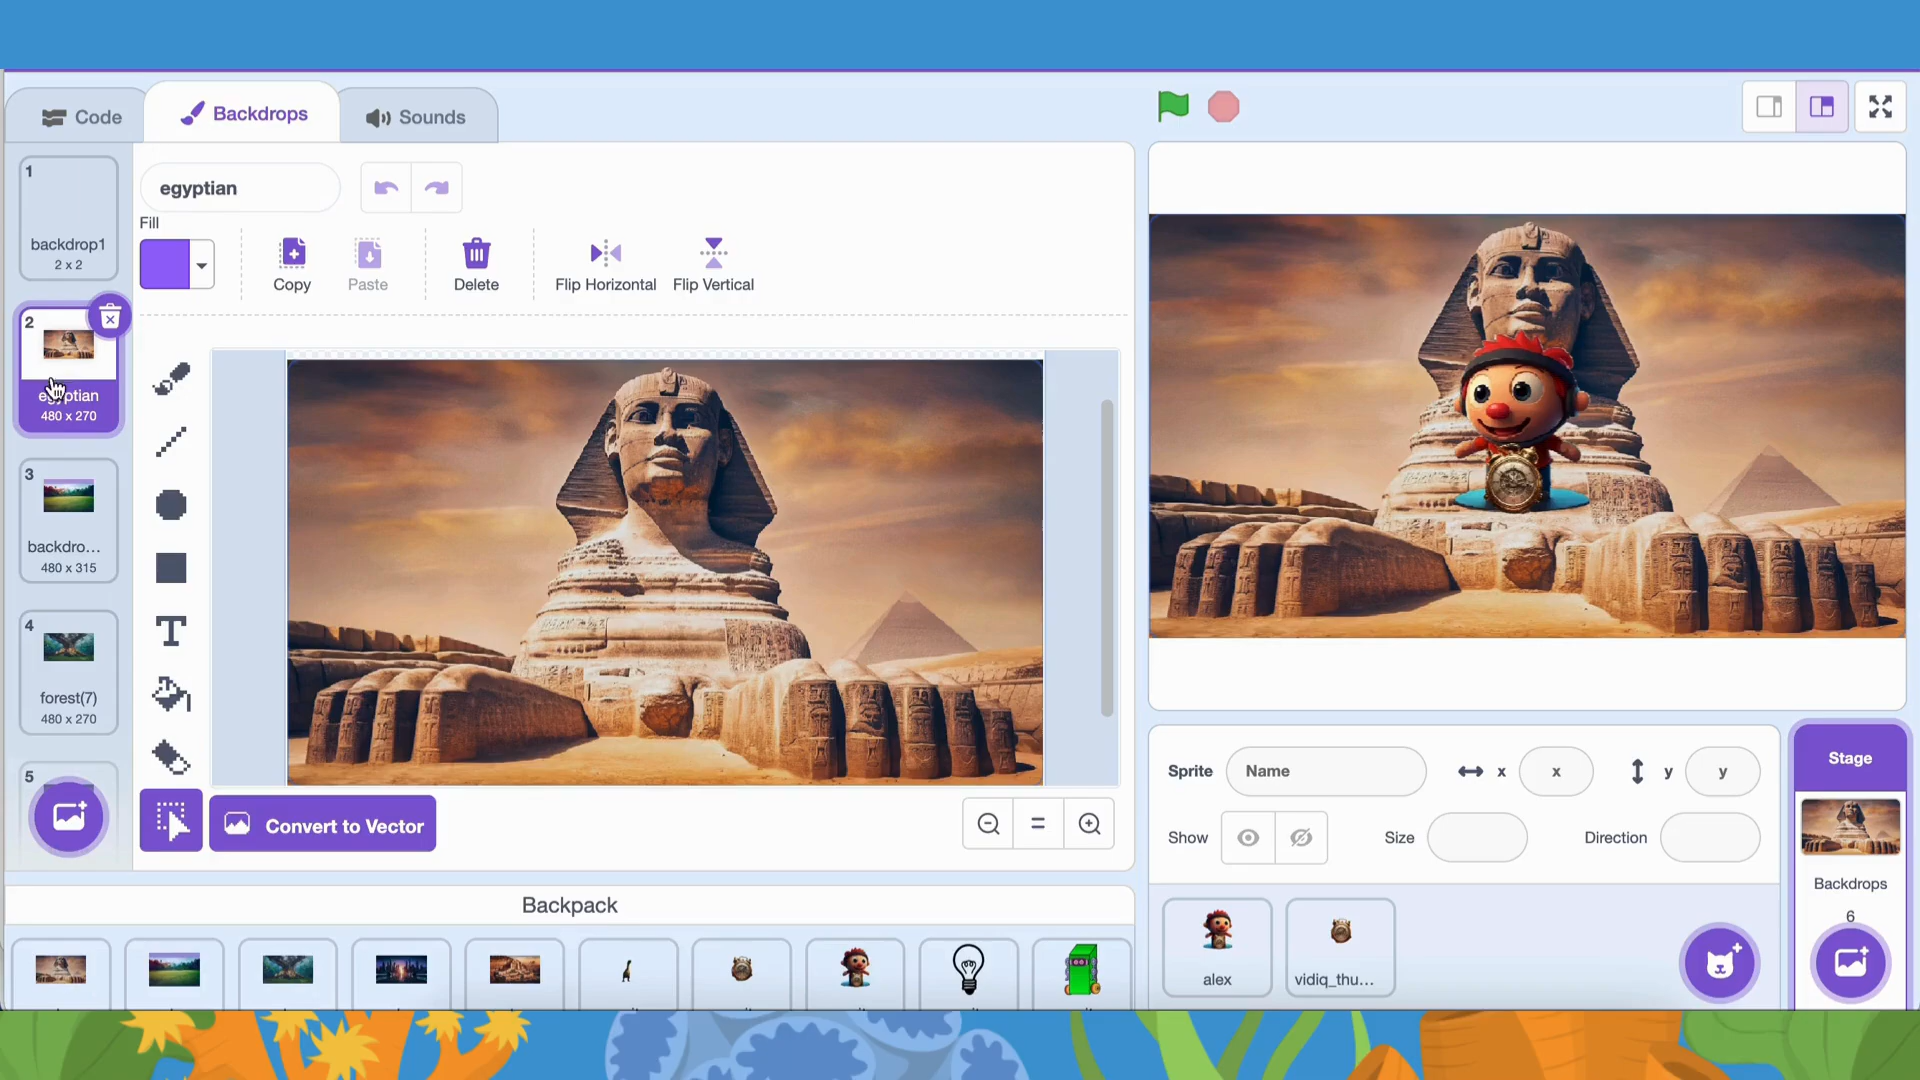 Code
Backdrops
Sounds
1
backdrop1
2 x 2
2
egyptian
480 x 270
3
backdro...
480 x 315
4
forest(7)
480 x 270
5
egyptian
Fill
Copy
Paste
Delete
Flip Horizontal
Flip Vertical
T
Convert to Vector
=
Backpack
Sprite
Name
x
x
y
y
Show
Size
Direction
alex
vidiq_thu...
Stage
Backdrops
6